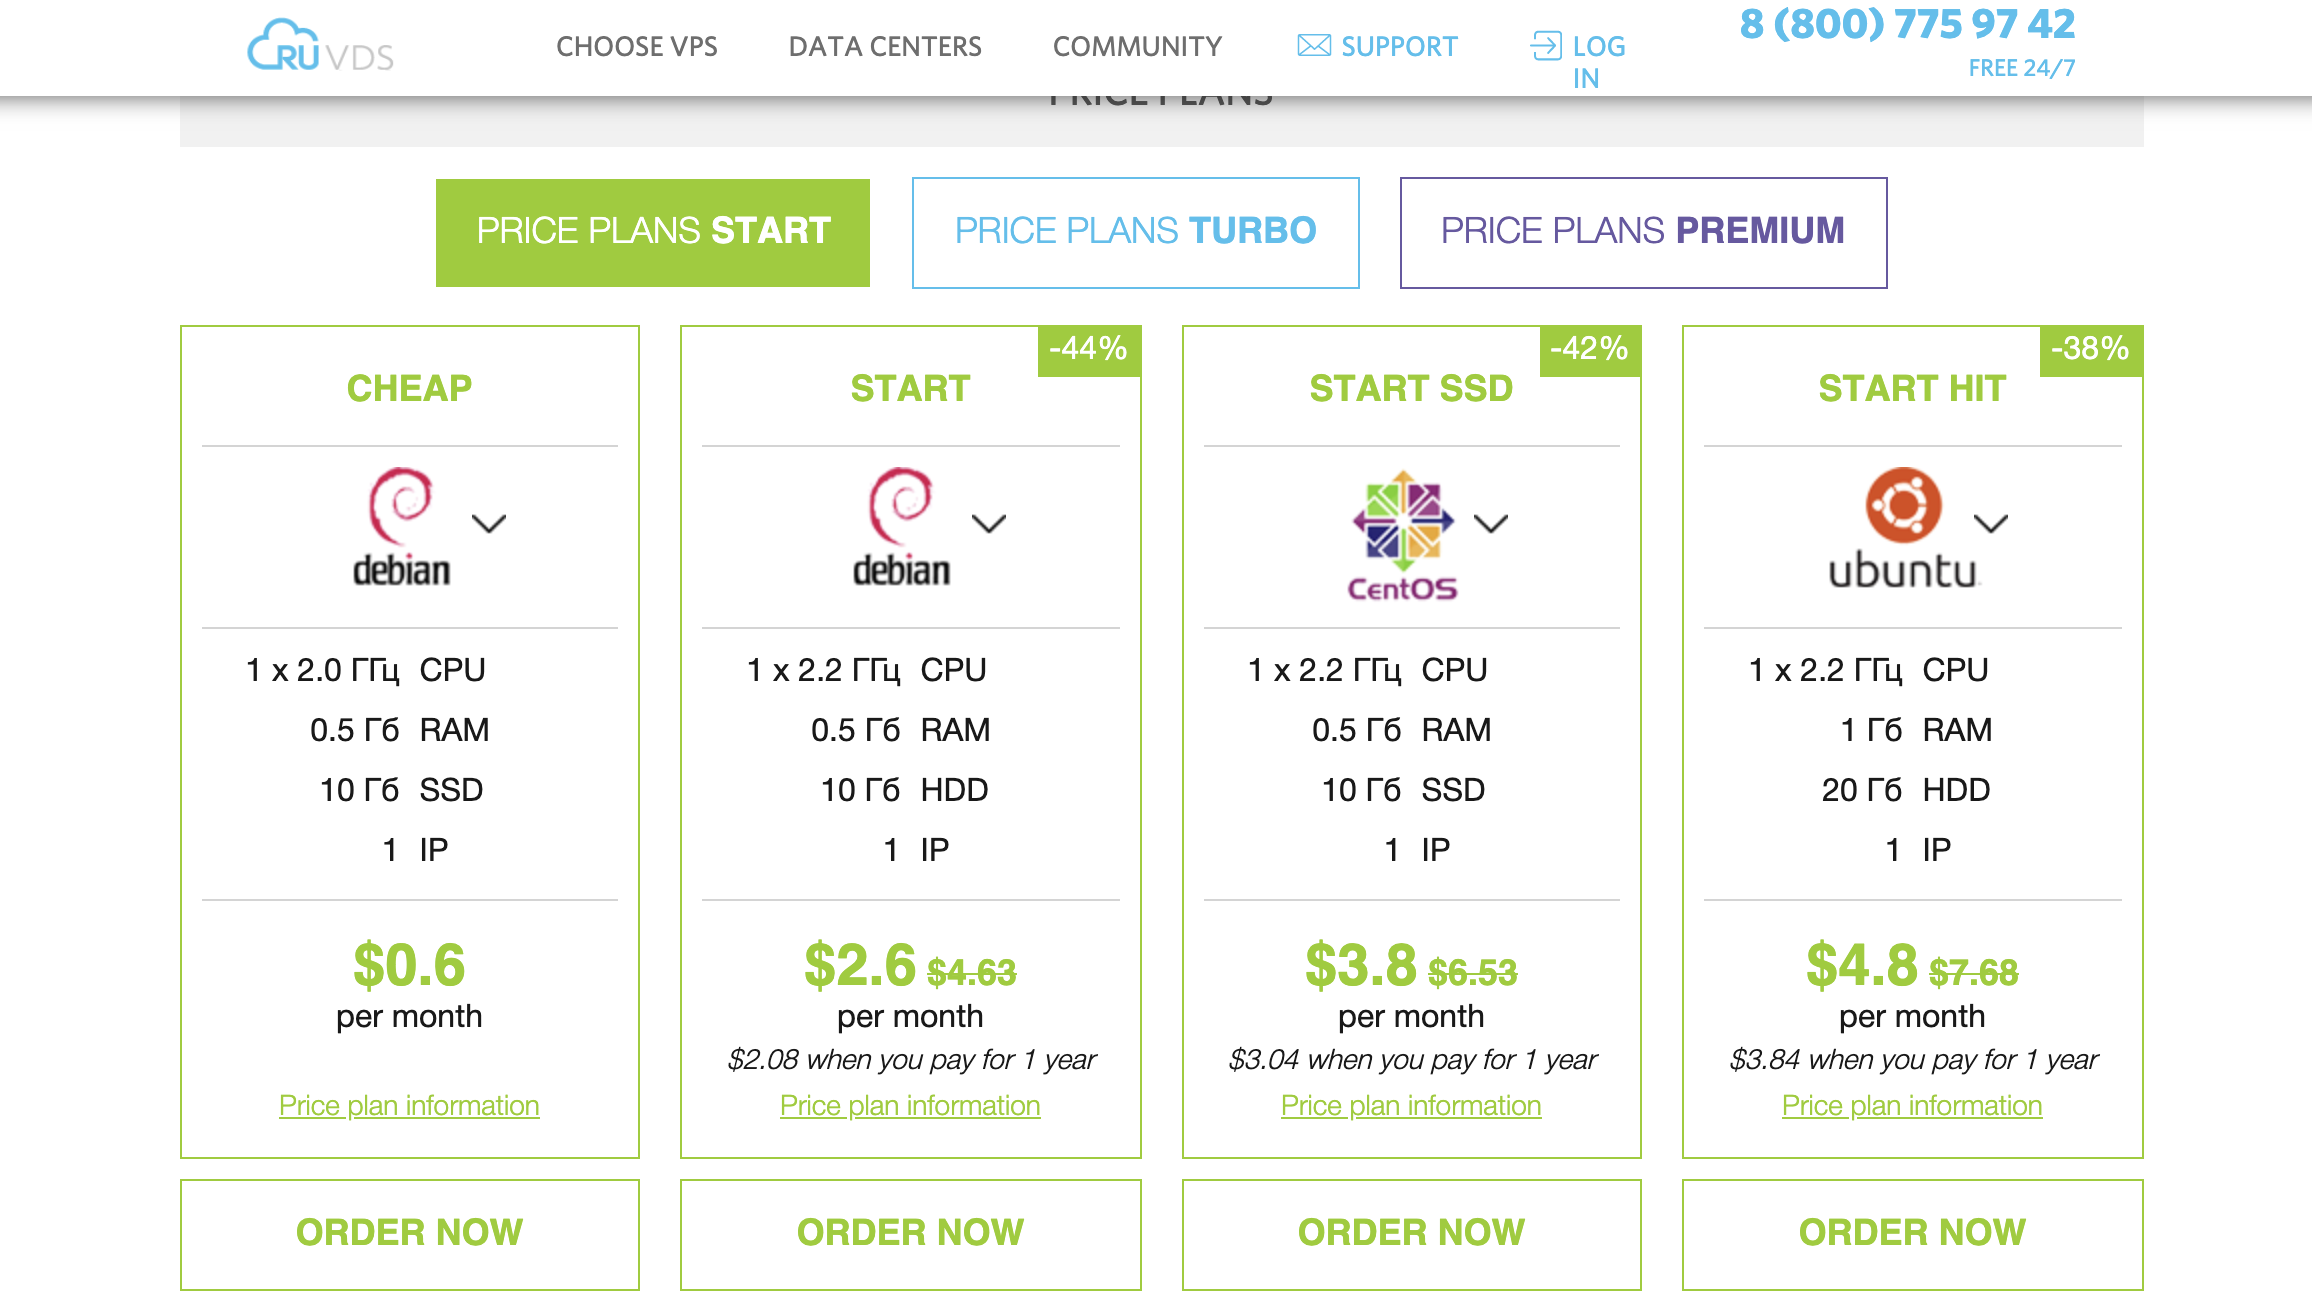 RUVDS
CHOOSE VPS
DATA CENTERS
COMMUNITY
SUPPORT
LOG
IN
8 (800) 775 97 42
FREE 24/7
PRICE PLANS
PRICE PLANS START
PRICE PLANS TURBO
PRICE PLANS PREMIUM
CHEAP
debian
1 x 2.0 ГГц CPU
0.5 Гб RAM
10 Гб SSD
1 IP
$0.6
per month
Price plan information
ORDER NOW
-44%
START
debian
1 x 2.2 ГГц CPU
0.5 Гб RAM
10 Гб HDD
1 IP
$2.6 $4.63
per month
$2.08 when you pay for 1 year
Price plan information
ORDER NOW
-42%
START SSD
CentOS
1 x 2.2 ГГц CPU
0.5 Гб RAM
10 Гб SSD
1 IP
$3.8 $6.53
per month
$3.04 when you pay for 1 year
Price plan information
ORDER NOW
-38%
START HIT
ubuntu
1 x 2.2 ГГц CPU
1 Гб RAM
20 Гб HDD
1 IP
$4.8 $7.68
per month
$3.84 when you pay for 1 year
Price plan information
ORDER NOW